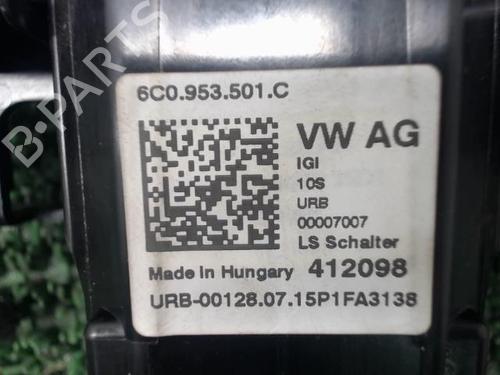 6C0.953.501.C
VW AG
IGI
10S
URB
00007007
LS Schalter
Made in Hungary 412098
URB-00128.07.15P1FA3138
B-Parts